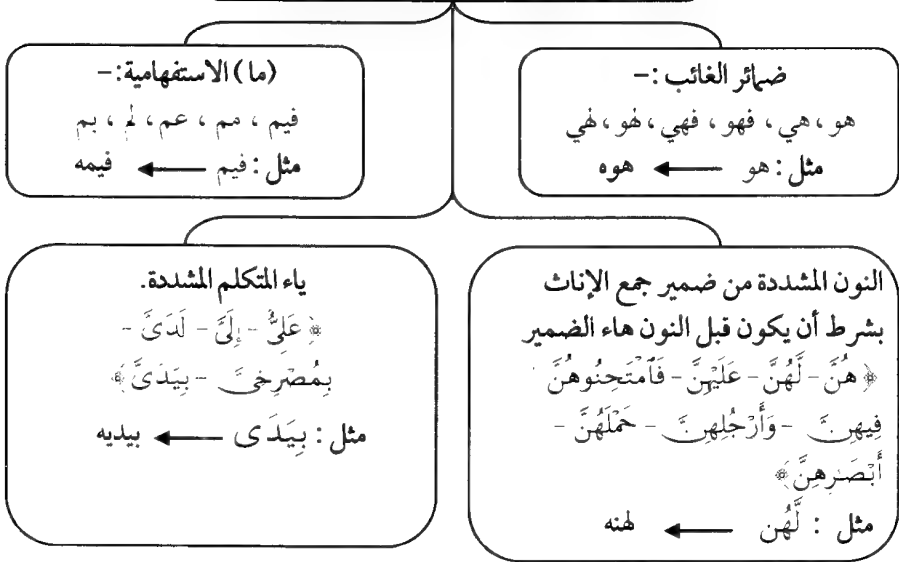 ضمائر الغائب :-
هو ، هي ، فهو ، فهي ، لهو ، لهي
مثل : هو ← هوه
(ما) الاستفهامية:-
فيم ، مم ، عم ، لم ، بم
مثل : فيم ← فيمه
النون المشددة من ضمير جمع الإناث
بشرط أن يكون قبل النون هاء الضمير
﴿ هُنَّ - لَّهُنَّ - عَلَيْهِنَّ - فَٱمْتَحِنُوهُنَّ
فِيهِنَّ - وَأَرْجُلِهِنَّ - حَمْلَهُنَّ -
أَبْصَـٰرِهِنَّ ﴾
مثل : لَّهُن ← لهنه
ياء المتكلم المشددة.
﴿ عَلَىَّ - إِلَىَّ - لَدَىَّ -
بِمُصْرِخِىَّ - بِيَدَىَّ ﴾
مثل : بِيَدَى ← بيديه